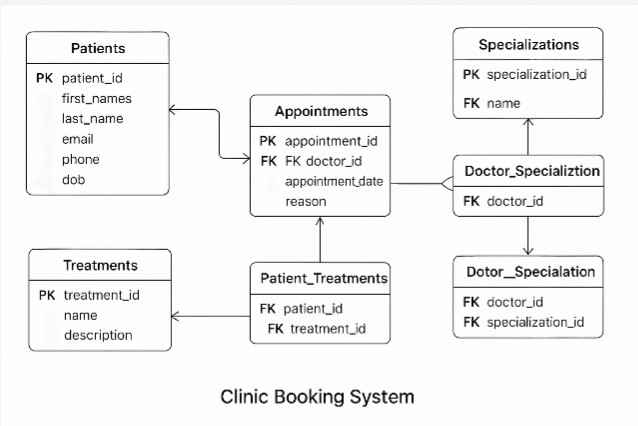 Patients
PK patient_id
first_names
last_name
email
phone
dob
Appointments
PK appointment_id
FK FK doctor_id
appointment_date
reason
Specializations
PK specialization_id
FK name
Doctor_Specializtion
FK doctor_id
Treatments
PK treatment_id
name
description
Patient_Treatments
FK patient_id
FK treatment_id
Dotor__Specialation
FK doctor_id
FK specialization_id
Clinic Booking System